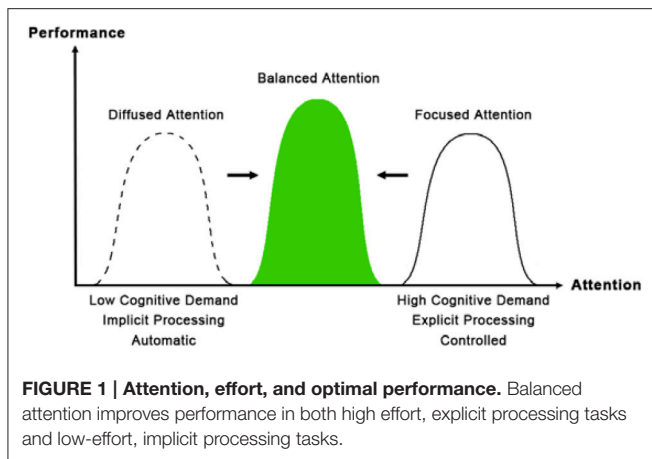 Performance
Balanced Attention
Diffused Attention
Focused Attention
Attention
Low Cognitive Demand
Implicit Processing
Automatic
High Cognitive Demand
Explicit Processing
Controlled
FIGURE 1 | Attention, effort, and optimal performance. Balanced
attention improves performance in both high effort, explicit processing tasks
and low-effort, implicit processing tasks.